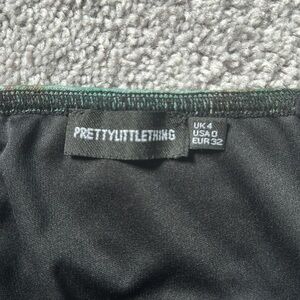 PRETTYLITTLETHING
UK 4
USA 0
EUR 32